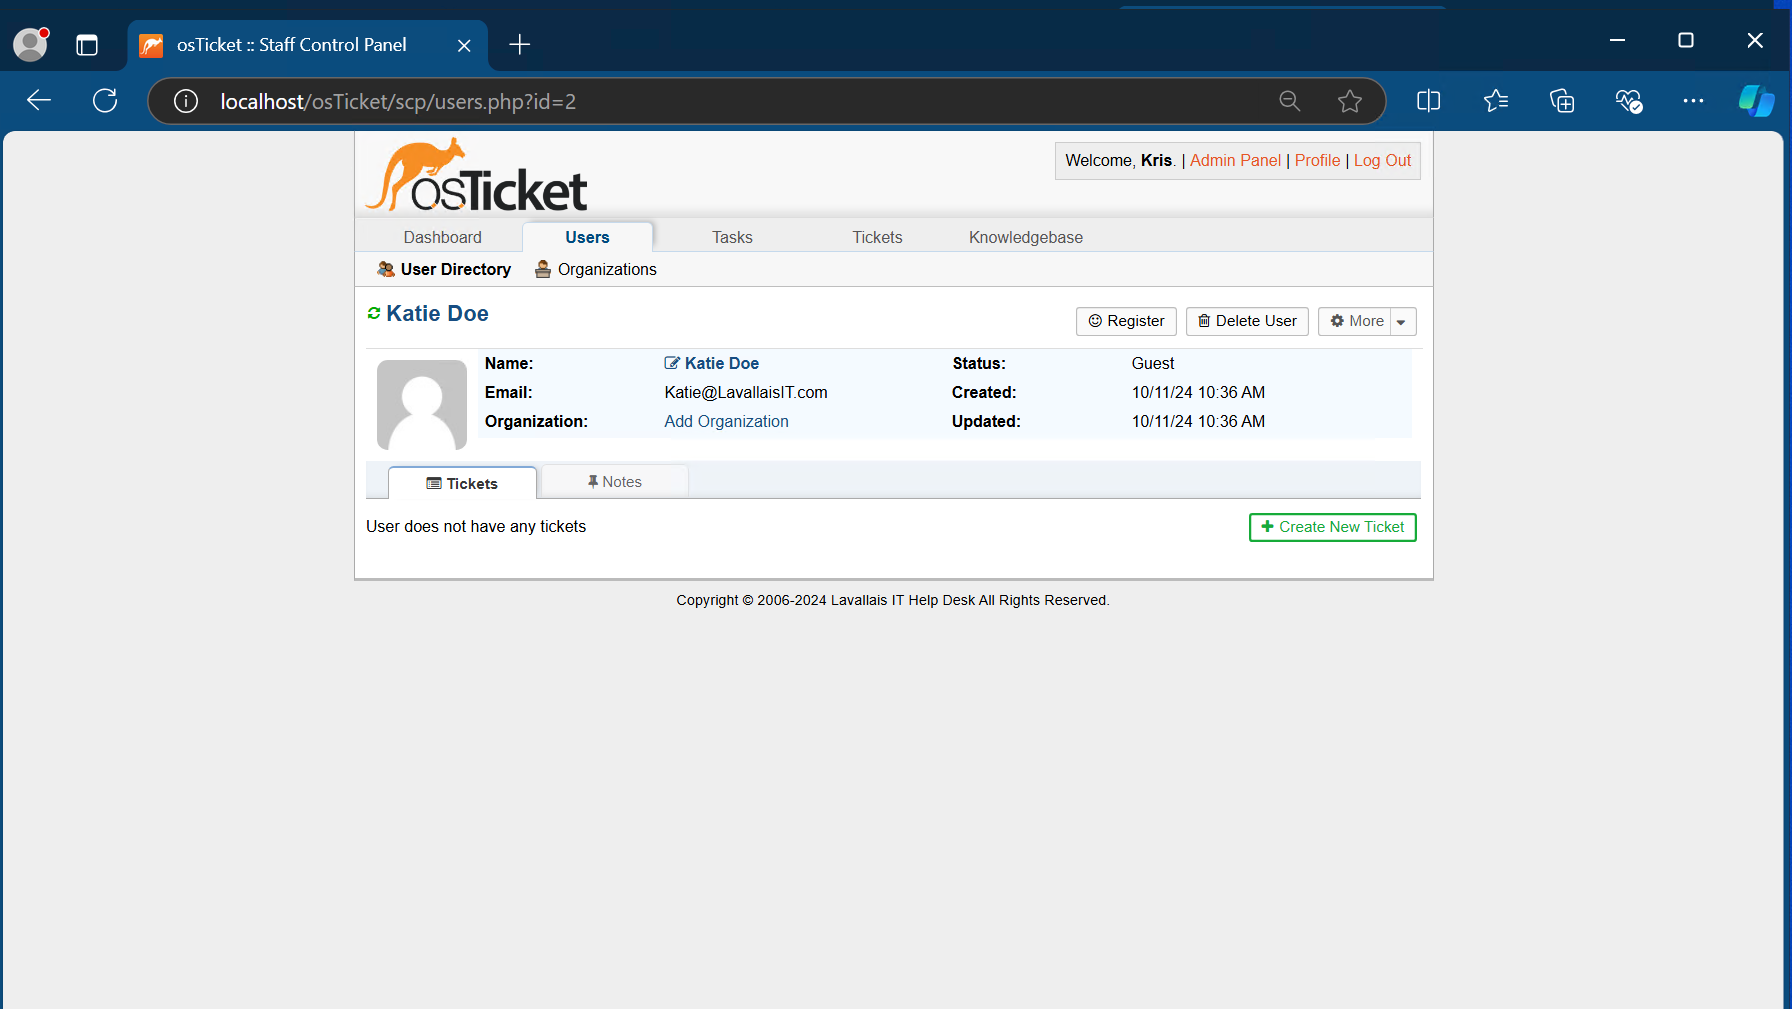 osTicket :: Staff Control Panel
localhost/osTicket/scp/users.php?id=2
osTicket
Welcome, Kris. | Admin Panel | Profile | Log Out
Dashboard Users Tasks Tickets Knowledgebase
User Directory Organizations
Katie Doe
Register Delete User More
Name: Katie Doe Status: Guest
Email: Katie@LavallaisIT.com Created: 10/11/24 10:36 AM
Organization: Add Organization Updated: 10/11/24 10:36 AM
Tickets Notes
User does not have any tickets Create New Ticket
Copyright © 2006-2024 Lavallais IT Help Desk All Rights Reserved.